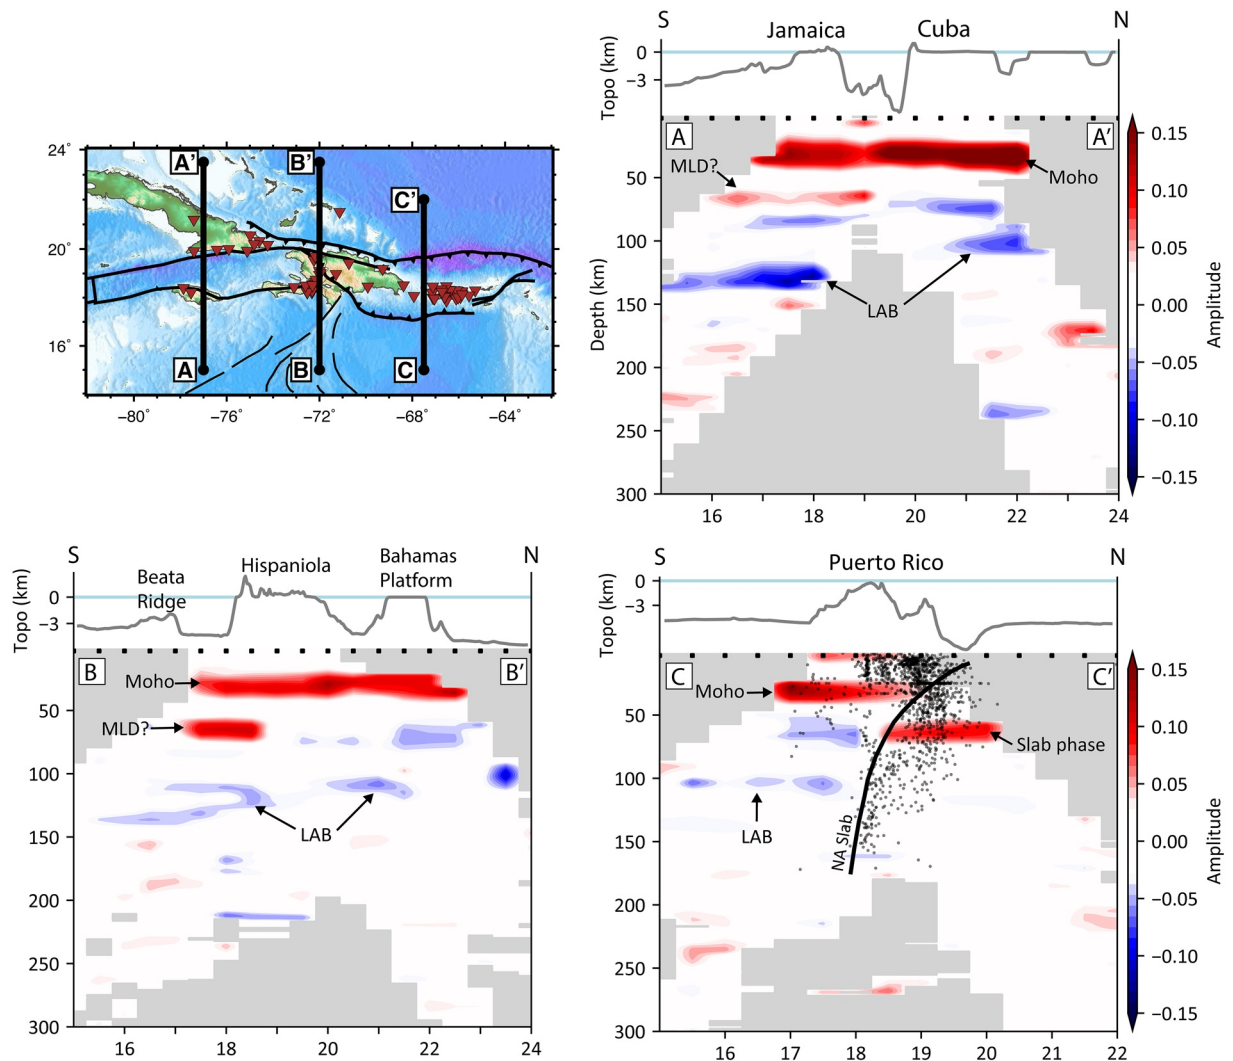 24°
20°
16°
−80°
−76°
−72°
−68°
−64°
A'
B'
C'
A
B
C
S
N
Jamaica
Cuba
Topo (km)
0
−3
A
A'
MLD?
Moho
LAB
Depth (km)
50
100
150
200
250
300
16
18
20
22
24
0.15
0.10
0.05
0.00
−0.05
−0.10
−0.15
Amplitude
S
N
Beata
Ridge
Hispaniola
Bahamas
Platform
Topo (km)
0
−3
B
B'
Moho
MLD?
LAB
50
100
150
200
250
300
16
18
20
22
24
S
N
Puerto Rico
Topo (km)
0
−3
C
C'
Moho
Slab phase
LAB
NA Slab
50
100
150
200
250
300
16
17
18
19
20
21
22
0.15
0.10
0.05
0.00
−0.05
−0.10
−0.15
Amplitude